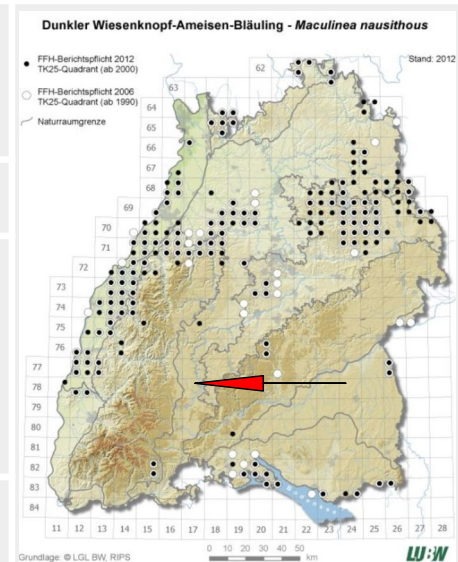 Dunkler Wiesenknopf-Ameisen-Bläuling - Maculinea nausithous
FFH-Berichtspflicht 2012
TK25-Quadrant (ab 2000)
FFH-Berichtspflicht 2006
TK25-Quadrant (ab 1990)
Naturraumgrenze
Stand: 2012
62
63
64
65
66
67
68
69
70
71
72
73
74
75
76
77
78
79
80
81
82
83
84
11 12 13 14 15 16 17 18 19 20 21 22 23 24 25 26 27 28
0 10 20 30 40 50
km
Grundlage: © LGL BW, RIPS
LUBW